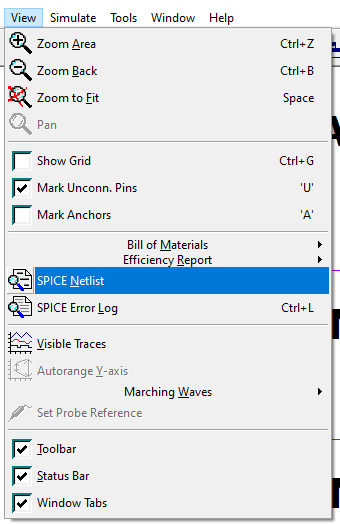 View Simulate Tools Window Help
Zoom Area Ctrl+Z
Zoom Back Ctrl+B
Zoom to Fit Space
Pan
Show Grid Ctrl+G
Mark Unconn. Pins 'U'
Mark Anchors 'A'
Bill of Materials
Efficiency Report
SPICE Netlist
SPICE Error Log Ctrl+L
Visible Traces
Autorange Y-axis
Marching Waves
Set Probe Reference
Toolbar
Status Bar
Window Tabs